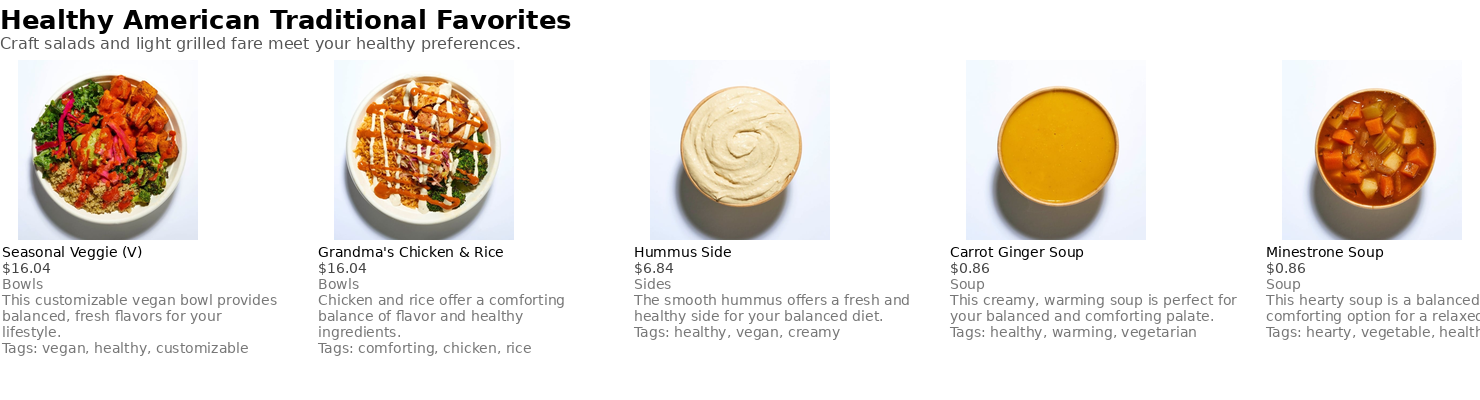 Healthy American Traditional Favorites
Craft salads and light grilled fare meet your healthy preferences.
Seasonal Veggie (V)
$16.04
Bowls
This customizable vegan bowl provides
balanced, fresh flavors for your
lifestyle.
Tags: vegan, healthy, customizable
Grandma's Chicken & Rice
$16.04
Bowls
Chicken and rice offer a comforting
balance of flavor and healthy
ingredients.
Tags: comforting, chicken, rice
Hummus Side
$6.84
Sides
The smooth hummus offers a fresh and
healthy side for your balanced diet.
Tags: healthy, vegan, creamy
Carrot Ginger Soup
$0.86
Soup
This creamy, warming soup is perfect for
your balanced and comforting palate.
Tags: healthy, warming, vegetarian
Minestrone Soup
$0.86
Soup
This hearty soup is a balanced
comforting option for a relaxed
Tags: hearty, vegetable,